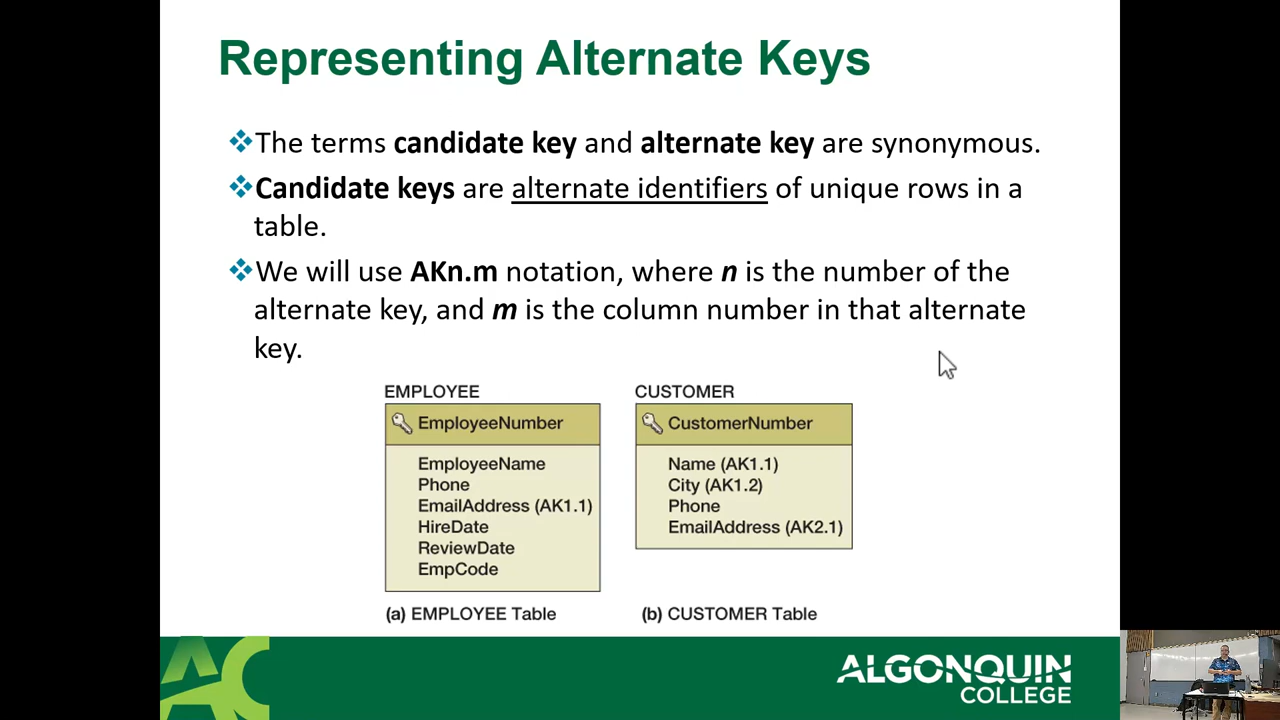 Representing Alternate Keys
The terms candidate key and alternate key are synonymous.
Candidate keys are alternate identifiers of unique rows in a
table.
We will use AKn.m notation, where n is the number of the
alternate key, and m is the column number in that alternate
key.
EMPLOYEE
EmployeeNumber
EmployeeName
Phone
EmailAddress (AK1.1)
HireDate
ReviewDate
EmpCode
(a) EMPLOYEE Table
CUSTOMER
CustomerNumber
Name (AK1.1)
City (AK1.2)
Phone
EmailAddress (AK2.1)
(b) CUSTOMER Table
AC
ALGONQUIN
COLLEGE